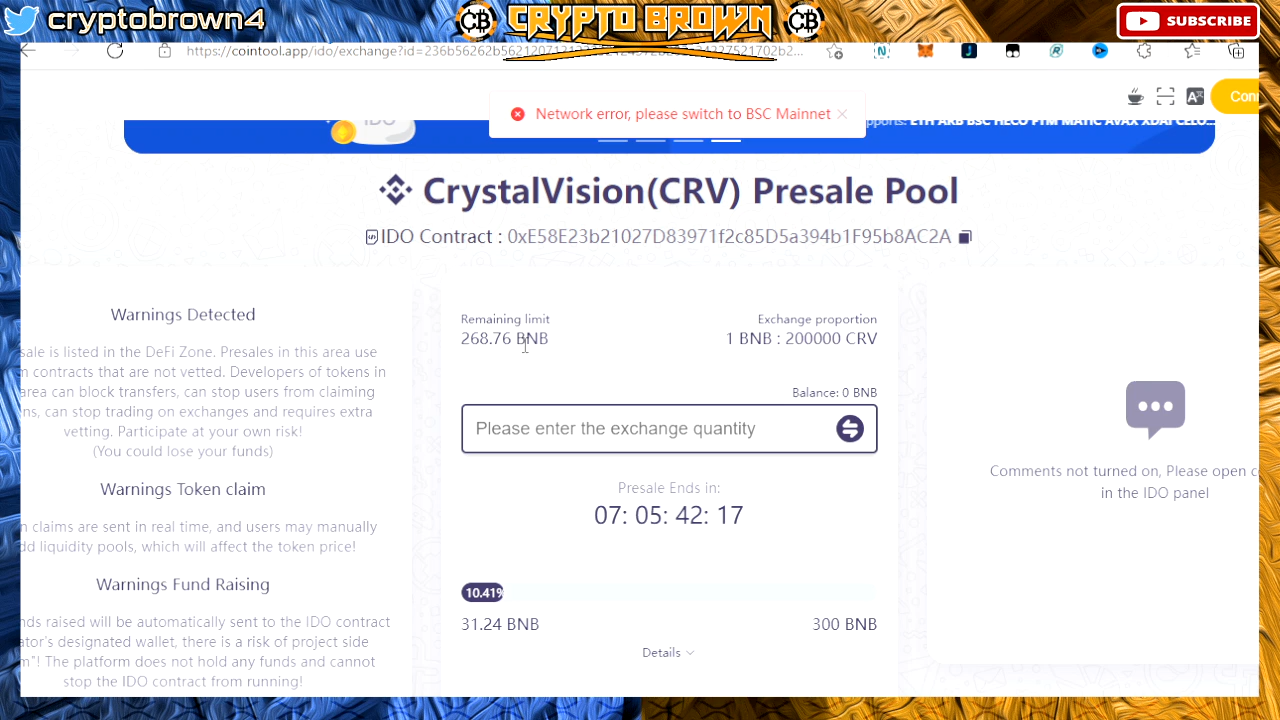 cryptobrown4
CB
CRYPTO BROWN
CB
SUBSCRIBE
IDO
Network error, please switch to BSC Mainnet
ETH ARB BSC HECO FTM MATIC AVAX XDAI CELO
CrystalVision(CRV) Presale Pool
IDO Contract : 0xE58E23b21027D83971f2c85D5a394b1F95b8AC2A
Warnings Detected
sale is listed in the DeFi Zone. Presales in this area use
contracts that are not vetted. Developers of tokens in
area can block transfers, can stop users from claiming
ns, can stop trading on exchanges and requires extra
vetting. Participate at your own risk!
(You could lose your funds)
Warnings Token claim
n claims are sent in real time, and users may manually
dd liquidity pools, which will affect the token price!
Warnings Fund Raising
nds raised will be automatically sent to the IDO contract
ator's designated wallet, there is a risk of project side
m"! The platform does not hold any funds and cannot
stop the IDO contract from running!
Remaining limit
268.76 BNB
Exchange proportion
1 BNB : 200000 CRV
Balance: 0 BNB
Please enter the exchange quantity
Presale Ends in:
07: 05: 42: 17
10.41%
31.24 BNB
300 BNB
Details
Comments not turned on, Please open c
in the IDO panel